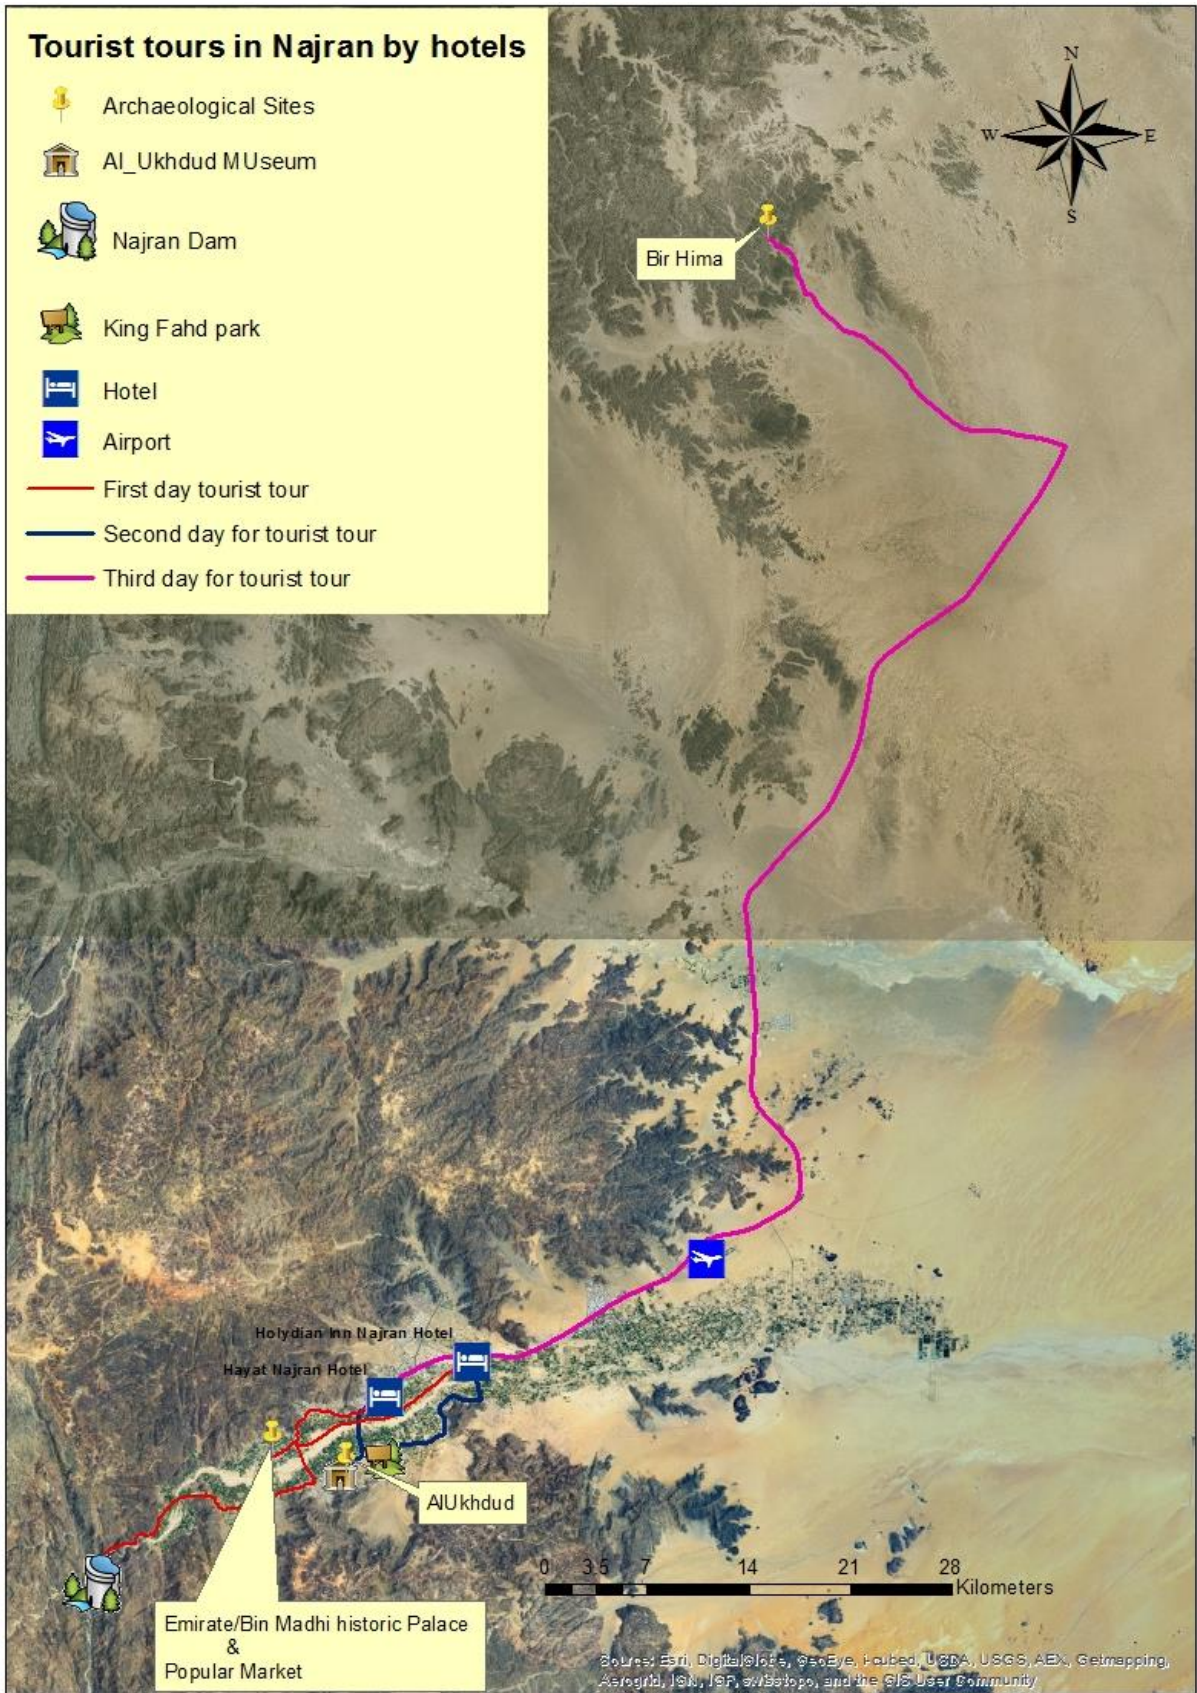 Tourist tours in Najran by hotels
Archaeological Sites
Al_Ukhdud MUseum
Najran Dam
King Fahd park
Hotel
Airport
First day tourist tour
Second day for tourist tour
Third day for tourist tour
N
W
E
S
Bir Hima
Holydian Inn Najran Hotel
Hayat Najran Hotel
AlUkhdud
0 3.5 7 14 21 28
Kilometers
Emirate/Bin Madhi historic Palace
&
Popular Market
Source: Esri, DigitalGlobe, GeoEye, i-cubed, USDA, USGS, AEX, Getmapping,
Aerogrid, IGN, IGP, swisstopo, and the GIS User Community